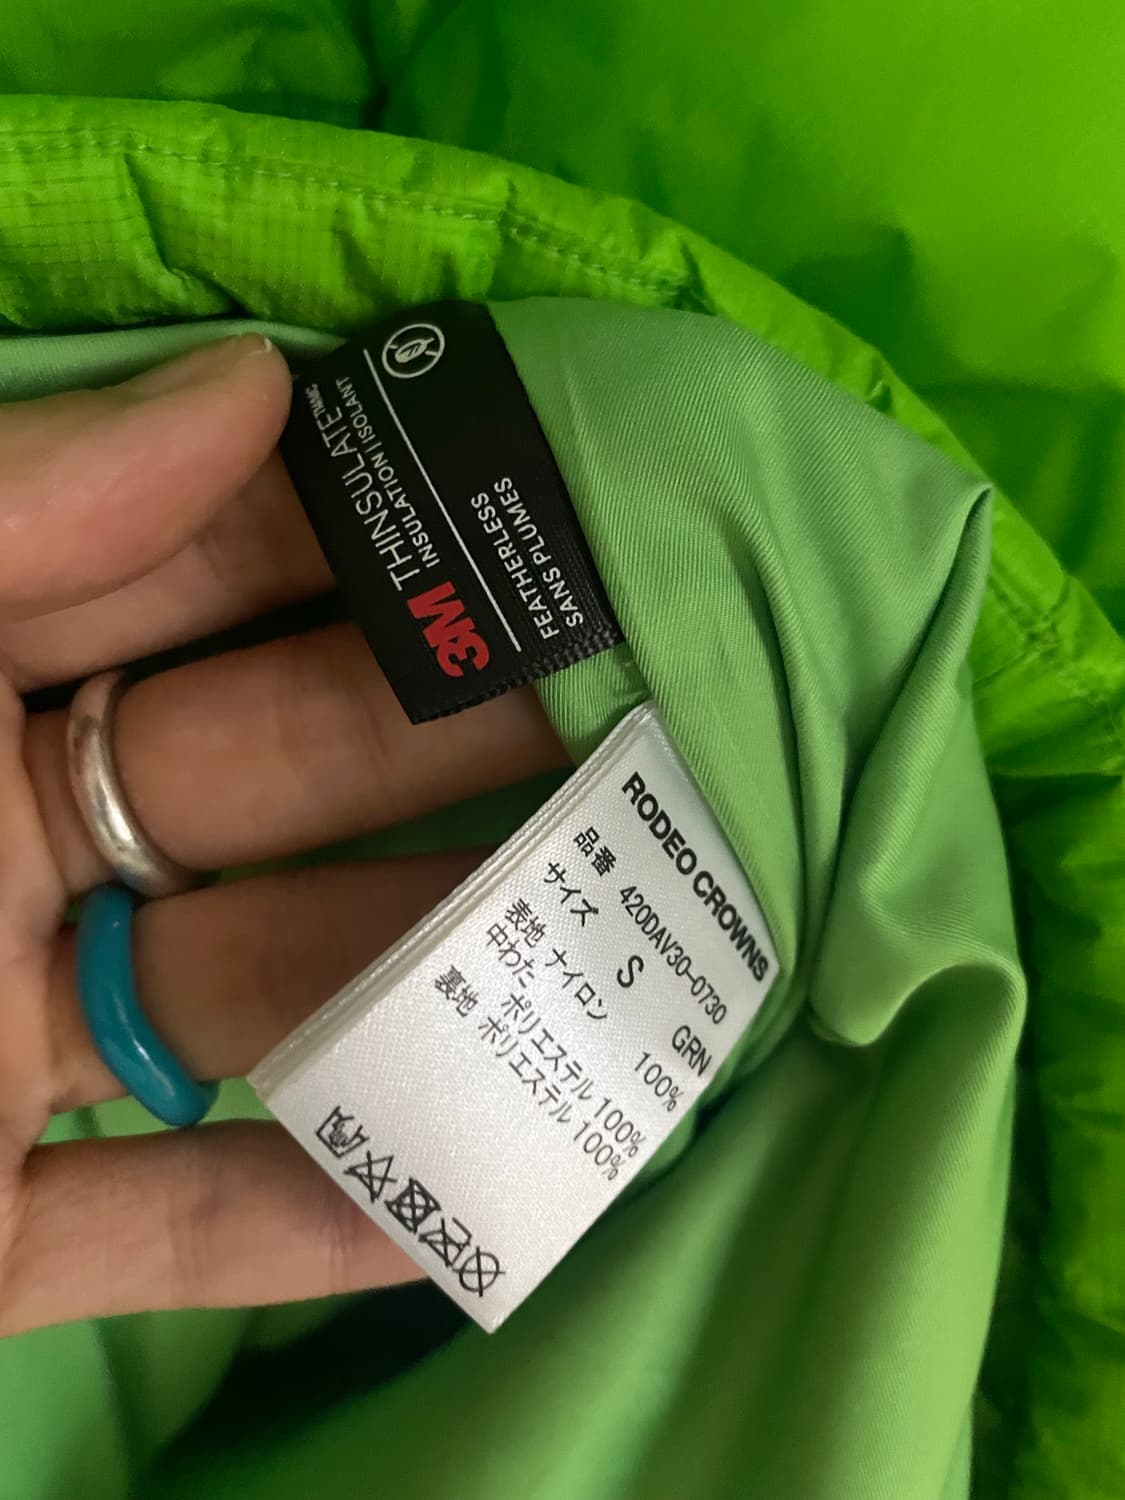 3M THINSULATE
INSULATION | ISOLANT
FEATHERLESS
SANS PLUMES
RODEO CROWNS
品番 420DAV30-0730
サイズ S GRN
表地 ナイロン 100%
中わた ポリエステル 100%
裏地 ポリエステル 100%